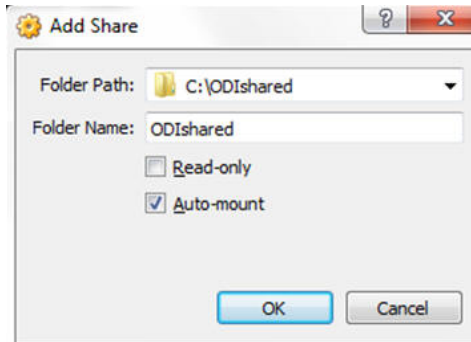 Add Share
Folder Path: C:\ODIshared
Folder Name: ODIshared
Read-only
Auto-mount
OK Cancel